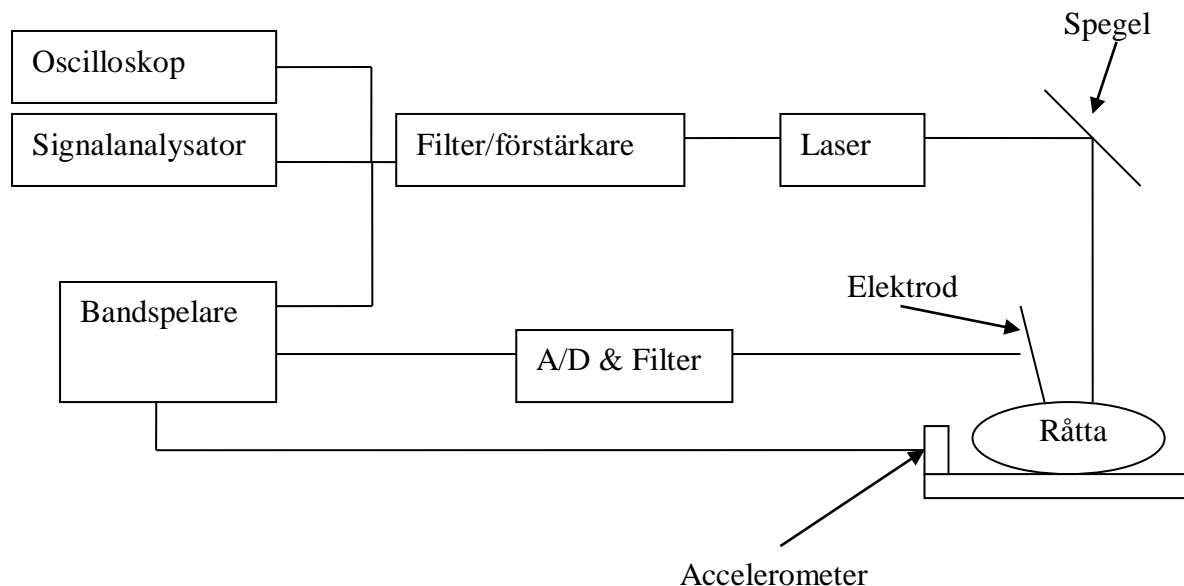 Spegel
Oscilloskop
Signalanalysator
Filter/förstärkare
Laser
Elektrod
Bandspelare
A/D & Filter
Råtta
Accelerometer